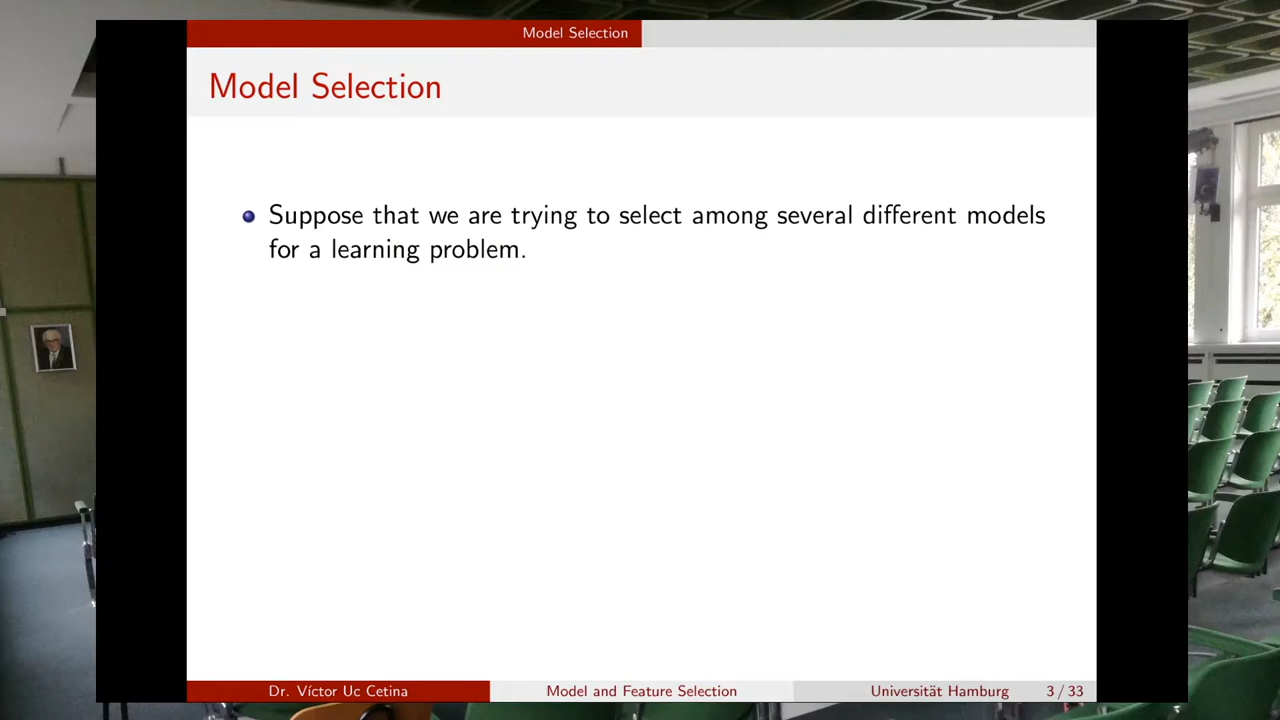 Model Selection
Model Selection
Suppose that we are trying to select among several different models
for a learning problem.
Dr. Víctor Uc Cetina
Model and Feature Selection
Universität Hamburg
3 / 33